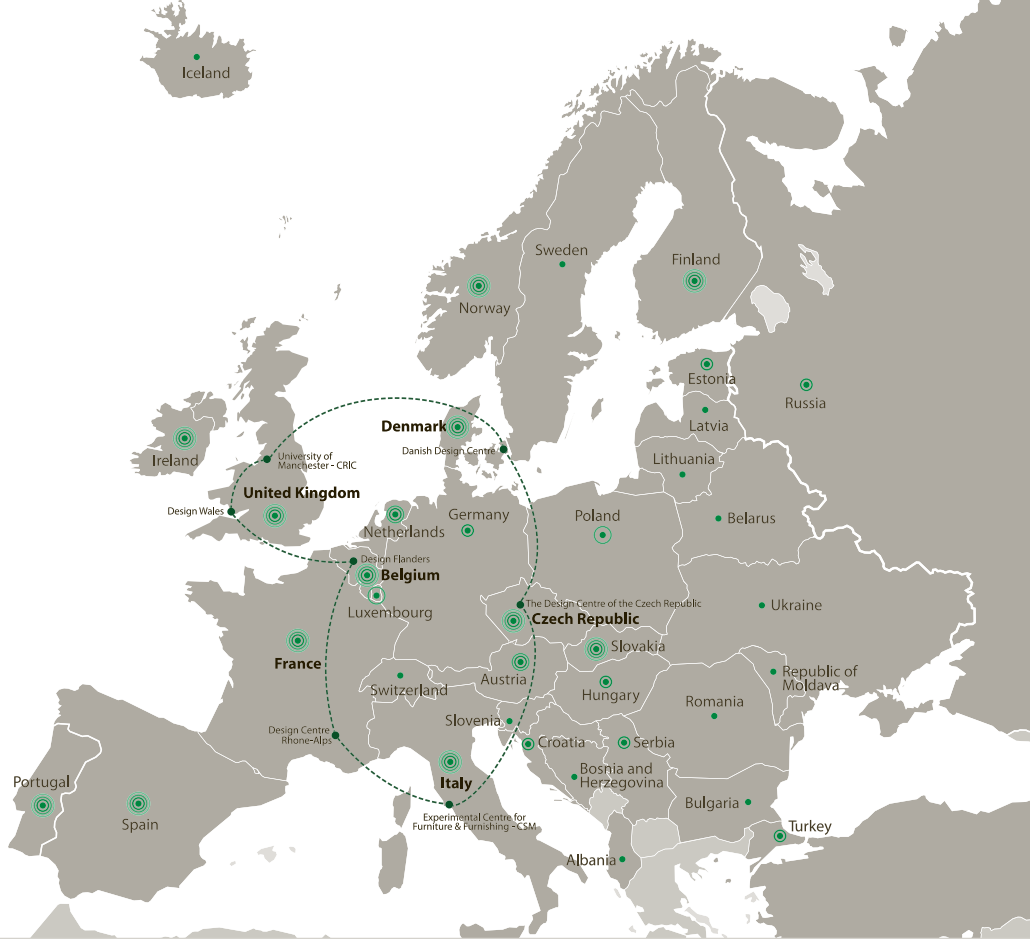 Iceland
Sweden
Finland
Norway
Estonia
Russia
Latvia
Denmark
Danish Design Centre
Ireland
University of
Manchester - CRIC
Lithuania
United Kingdom
Design Wales
Netherlands
Germany
Poland
Belarus
Design Flanders
Belgium
Luxembourg
The Design Centre of the Czech Republic
Czech Republic
Ukraine
France
Slovakia
Austria
Switzerland
Hungary
Republic of
Moldava
Romania
Slovenia
Design Centre
Rhone-Alps
Croatia
Serbia
Bosnia and
Herzegovina
Italy
Portugal
Spain
Experimental Centre for
Furniture & Furnishing - CSM
Bulgaria
Turkey
Albania